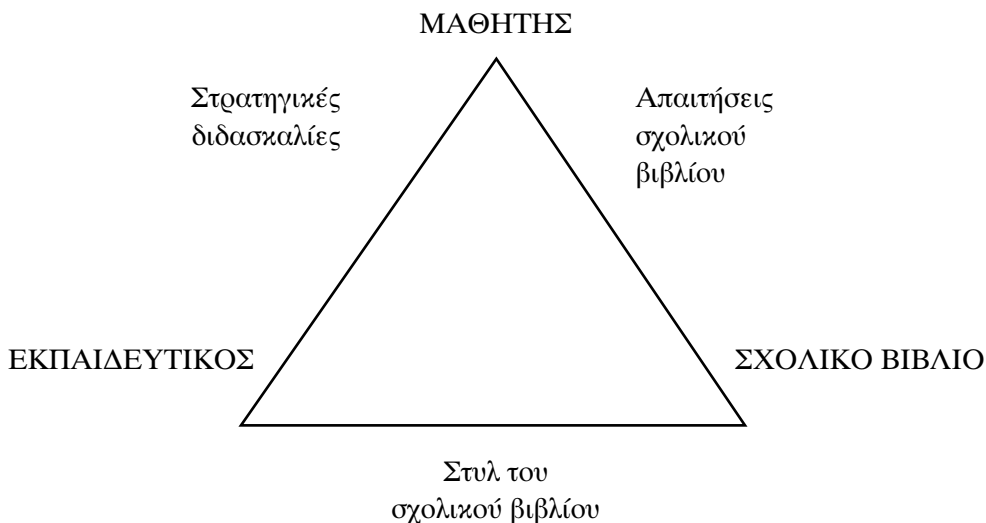 ΜΑΘΗΤΗΣ
Στρατηγικές
διδασκαλίες
Απαιτήσεις
σχολικού
βιβλίου
ΕΚΠΑΙΔΕΥΤΙΚΟΣ
ΣΧΟΛΙΚΟ ΒΙΒΛΙΟ
Στυλ του
σχολικού βιβλίου